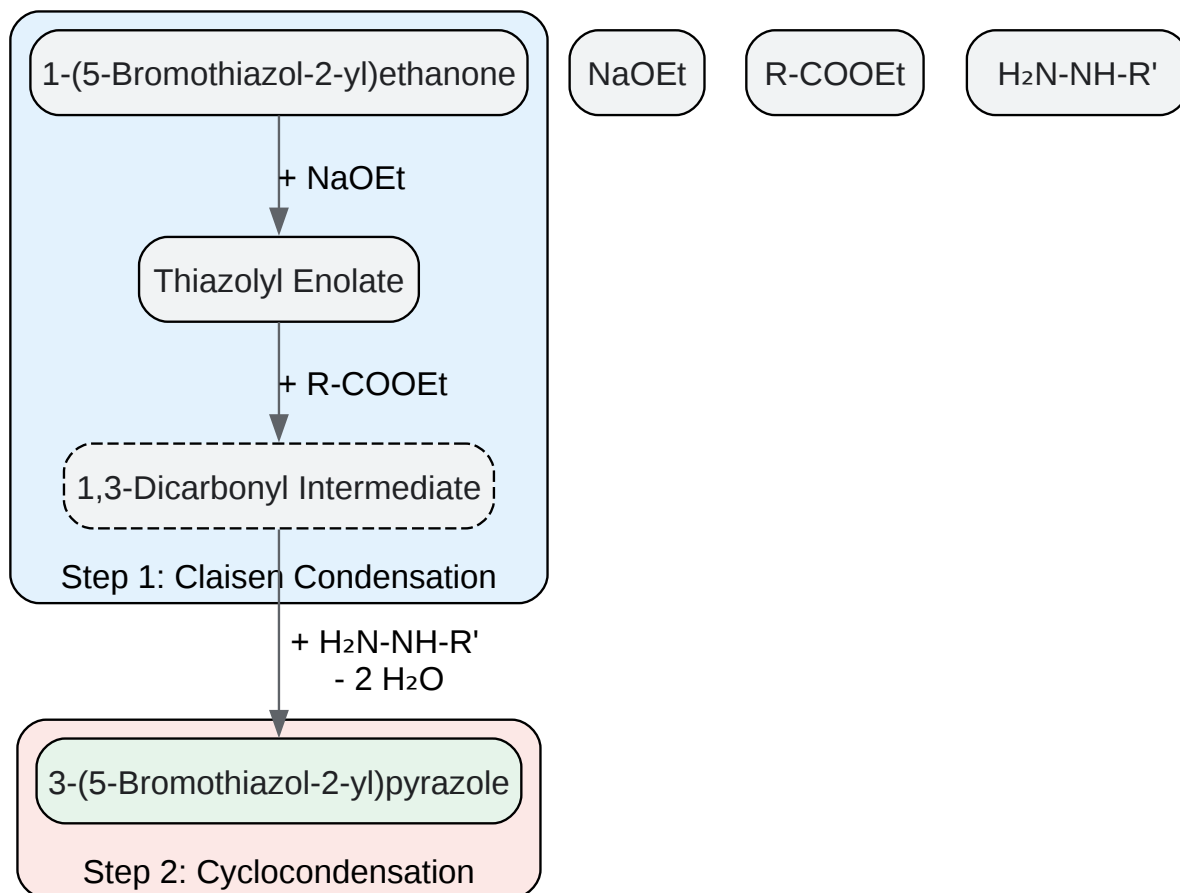 1-(5-Bromothiazol-2-yl)ethanone
NaOEt
R-COOEt
H₂N-NH-R'
+ NaOEt
Thiazolyl Enolate
+ R-COOEt
1,3-Dicarbonyl Intermediate
Step 1: Claisen Condensation
+ H₂N-NH-R'
- 2 H₂O
3-(5-Bromothiazol-2-yl)pyrazole
Step 2: Cyclocondensation